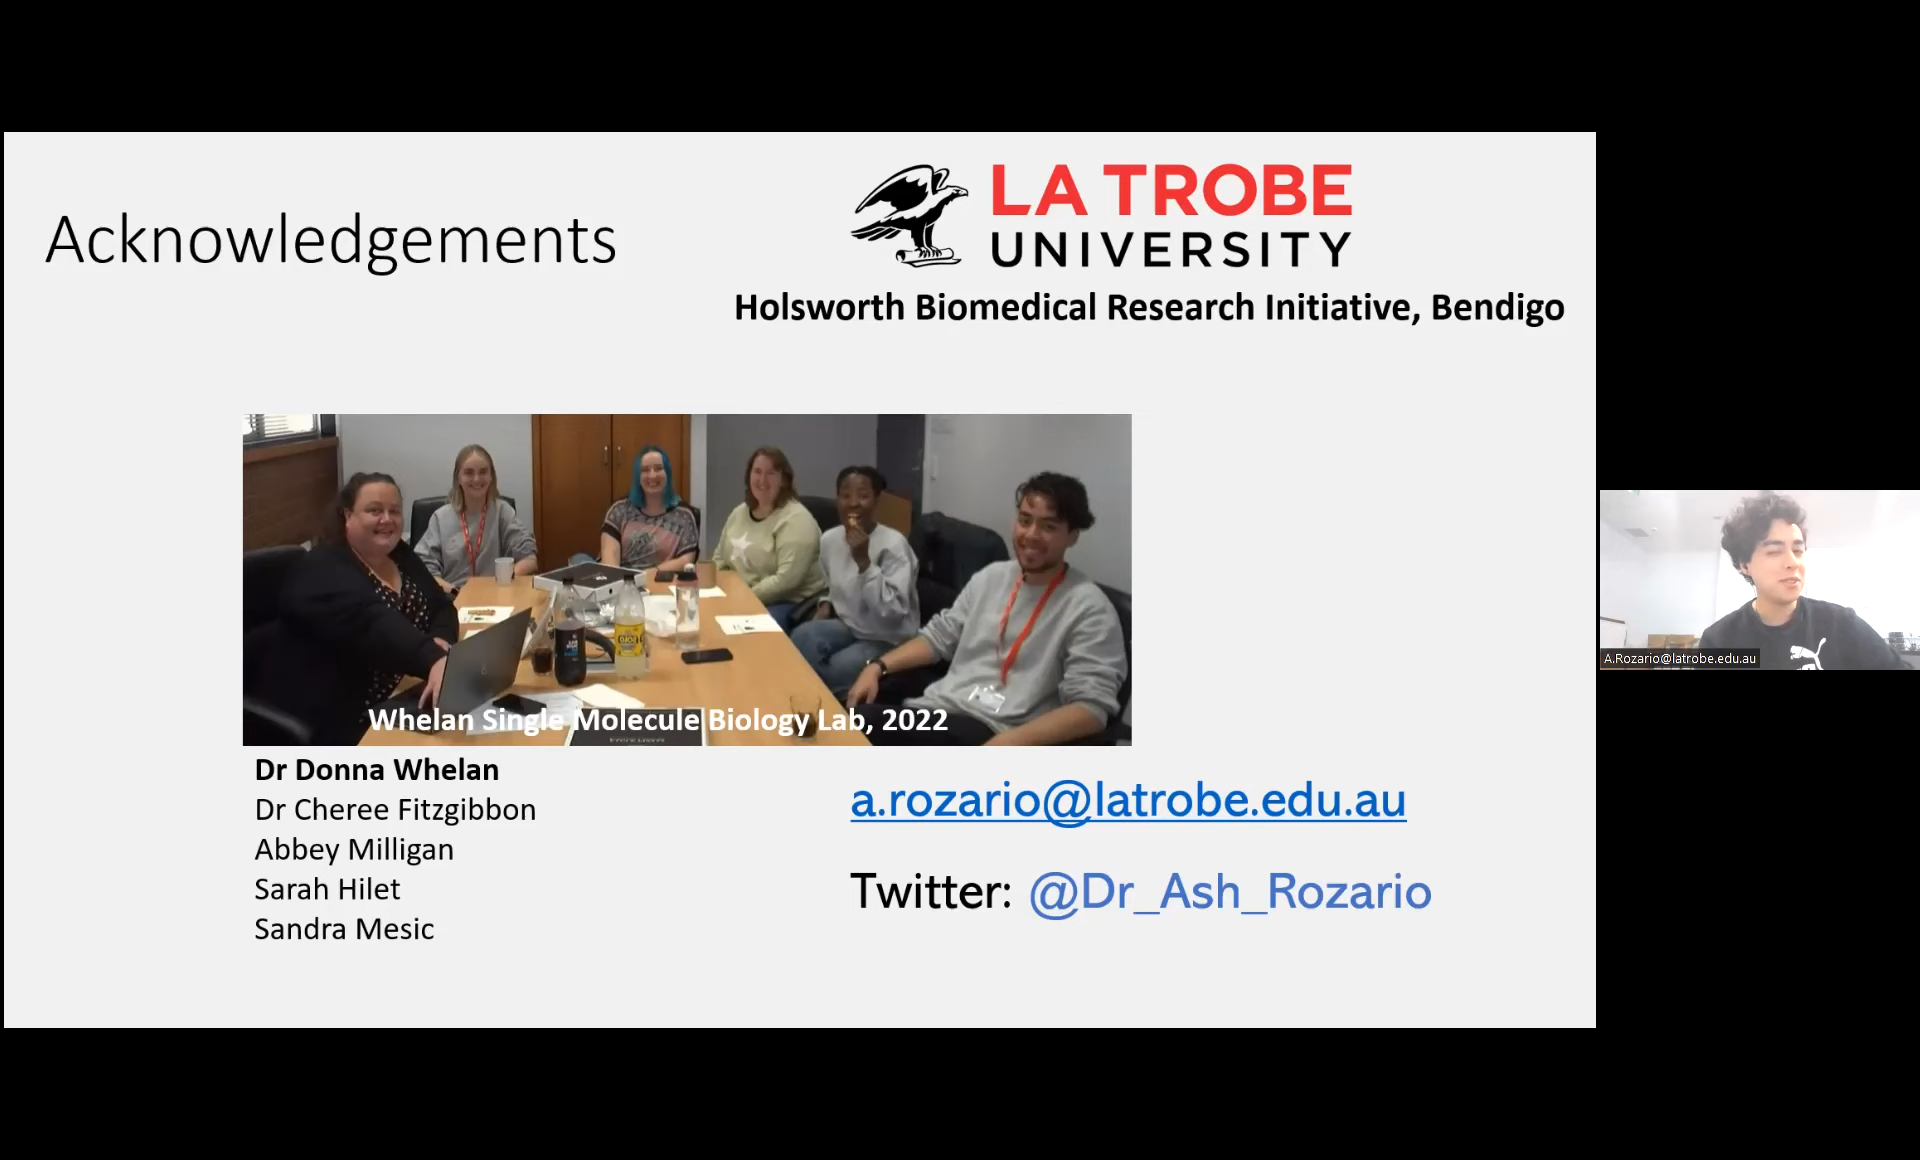 Acknowledgements
LA TROBE
UNIVERSITY
Holsworth Biomedical Research Initiative, Bendigo
Whelan Single Molecule Biology Lab, 2022
Dr Donna Whelan
Dr Cheree Fitzgibbon
Abbey Milligan
Sarah Hilet
Sandra Mesic
a.rozario@latrobe.edu.au
Twitter: @Dr_Ash_Rozario
A.Rozario@latrobe.edu.au